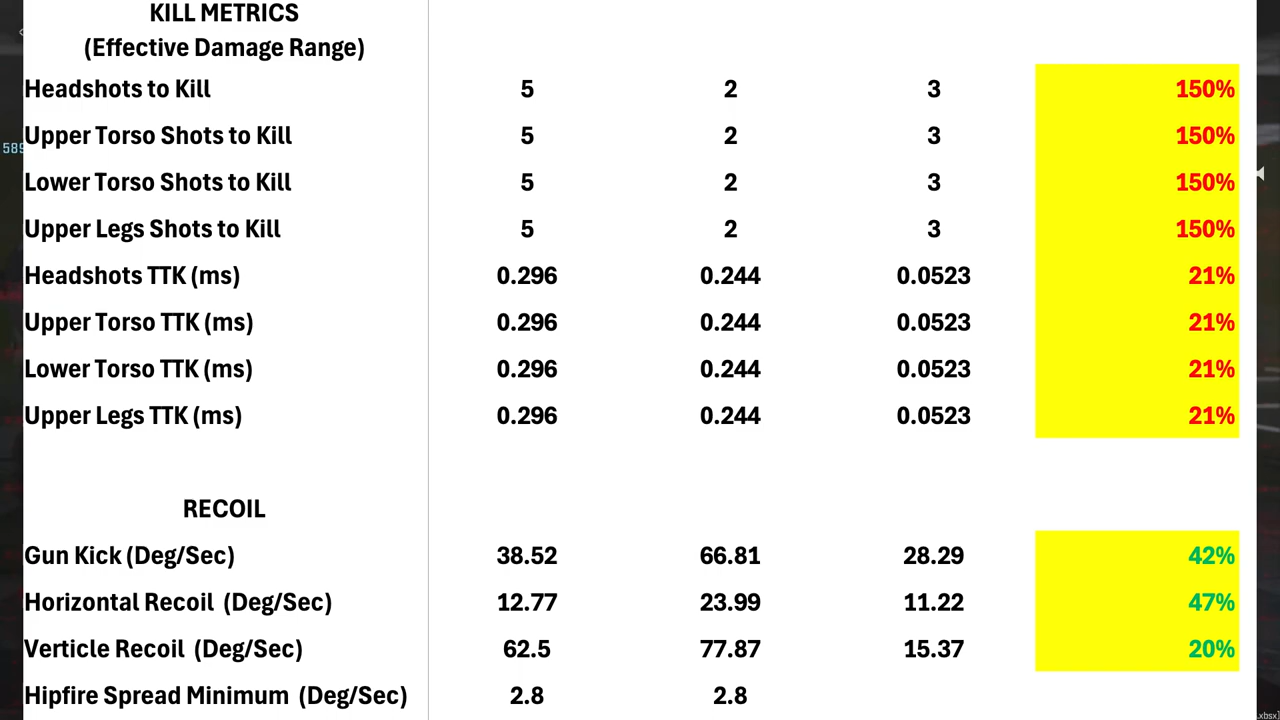 KILL METRICS
(Effective Damage Range)
Headshots to Kill 5 2 3 150%
589
Upper Torso Shots to Kill 5 2 3 150%
Lower Torso Shots to Kill 5 2 3 150%
Upper Legs Shots to Kill 5 2 3 150%
Headshots TTK (ms) 0.296 0.244 0.0523 21%
Upper Torso TTK (ms) 0.296 0.244 0.0523 21%
Lower Torso TTK (ms) 0.296 0.244 0.0523 21%
Upper Legs TTK (ms) 0.296 0.244 0.0523 21%
RECOIL
Gun Kick (Deg/Sec) 38.52 66.81 28.29 42%
Horizontal Recoil (Deg/Sec) 12.77 23.99 11.22 47%
Verticle Recoil (Deg/Sec) 62.5 77.87 15.37 20%
Hipfire Spread Minimum (Deg/Sec) 2.8 2.8